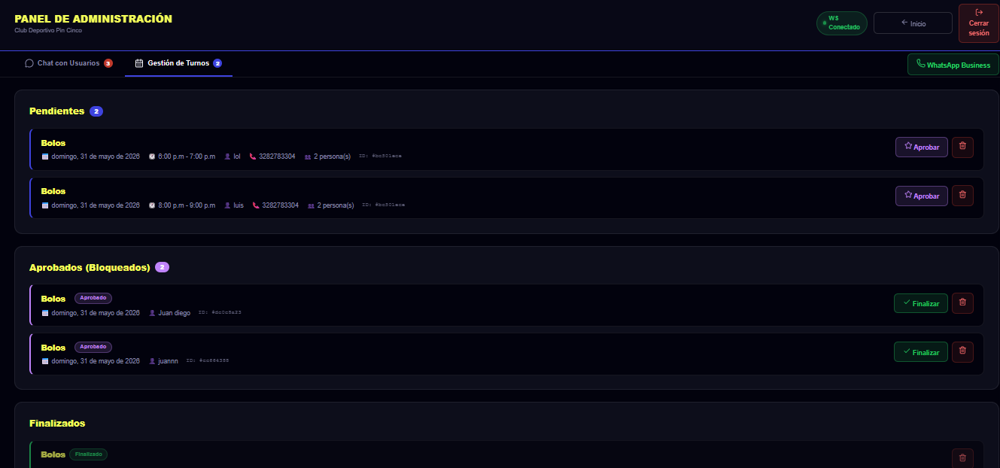 PANEL DE ADMINISTRACIÓN
Club Deportivo Pin Cinco
WS
Conectado
Inicio
Cerrar
sesión
Chat con Usuarios 3
Gestión de Turnos 2
WhatsApp Business
Pendientes 2
Bolos
domingo, 31 de mayo de 2026 6:00 p.m - 7:00 p.m lol 3282783304 2 persona(s) ID:
Aprobar
Bolos
domingo, 31 de mayo de 2026 8:00 p.m - 9:00 p.m luis 3282783304 2 persona(s) ID:
Aprobar
Aprobados (Bloqueados) 2
Bolos Aprobado
domingo, 31 de mayo de 2026 Juan diego ID:
Finalizar
Bolos Aprobado
domingo, 31 de mayo de 2026 juannn ID:
Finalizar
Finalizados
Bolos Finalizado